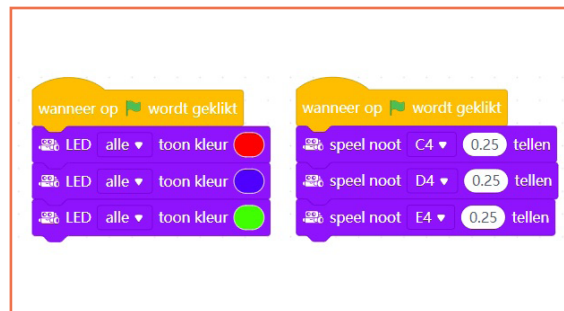 wanneer op wordt geklikt
LED alle toon kleur
LED alle toon kleur
LED alle toon kleur
wanneer op wordt geklikt
speel noot C4 0.25 tellen
speel noot D4 0.25 tellen
speel noot E4 0.25 tellen